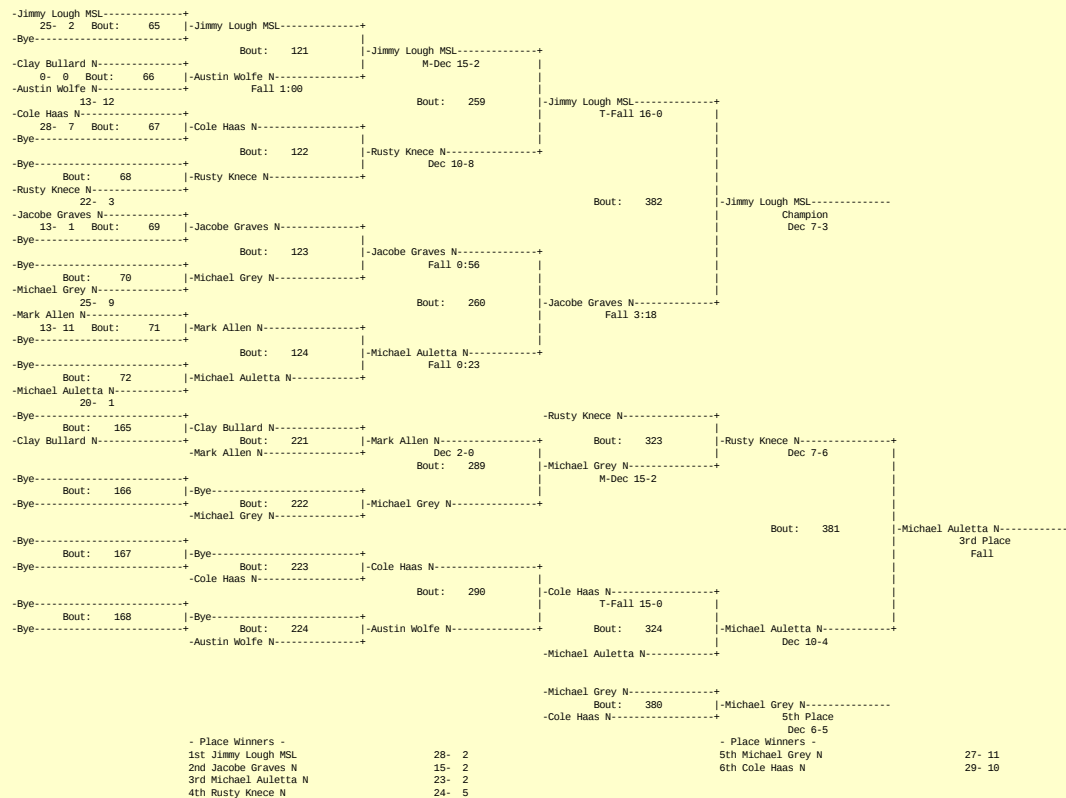 -Jimmy Lough MSL--------------+
25-  2   Bout:     65     |-Jimmy Lough MSL--------------+
-Bye--------------------------+                              |
Bout:    121         |-Jimmy Lough MSL--------------+
-Clay Bullard N---------------+                              |          M-Dec 15-2          |
0-  0   Bout:     66     |-Austin Wolfe N---------------+                              |
-Austin Wolfe N---------------+           Fall 1:00                                         |
13- 12                                                    Bout:    259         |-Jimmy Lough MSL--------------+
-Cole Haas N------------------+                                                             |          T-Fall 16-0         |
28-  7   Bout:     67     |-Cole Haas N------------------+                              |                              |
-Bye--------------------------+                              |                              |                              |
Bout:    122         |-Rusty Knece N----------------+                              |
-Bye--------------------------+                              |           Dec 10-8                                          |
Bout:     68     |-Rusty Knece N----------------+                                                             |
-Rusty Knece N----------------+                                                                                            |
22-  3                                                                                   Bout:    382         |-Jimmy Lough MSL--------------
-Jacobe Graves N--------------+                                                                                            |          Champion
13-  1   Bout:     69     |-Jacobe Graves N--------------+                                                             |           Dec 7-3
-Bye--------------------------+                              |                                                             |
Bout:    123         |-Jacobe Graves N--------------+                              |
-Bye--------------------------+                              |           Fall 0:56          |                              |
Bout:     70     |-Michael Grey N---------------+                              |                              |
-Michael Grey N---------------+                                                             |                              |
25-  9                                                    Bout:    260         |-Jacobe Graves N--------------+
-Mark Allen N-----------------+                                                             |           Fall 3:18
13- 11   Bout:     71     |-Mark Allen N-----------------+                              |
-Bye--------------------------+                              |                              |
Bout:    124         |-Michael Auletta N------------+
-Bye--------------------------+                              |           Fall 0:23
Bout:     72     |-Michael Auletta N------------+
-Michael Auletta N------------+
20-  1
-Bye--------------------------+                                                              -Rusty Knece N----------------+
Bout:    165     |-Clay Bullard N---------------+                                                             |
-Clay Bullard N---------------+        Bout:    221          |-Mark Allen N-----------------+        Bout:    323          |-Rusty Knece N----------------+
-Mark Allen N-----------------+            Dec 2-0           |                              |           Dec 7-6            |
Bout:    289         |-Michael Grey N---------------+                              |
-Bye--------------------------+                                                             |          M-Dec 15-2                                         |
Bout:    166     |-Bye--------------------------+                              |                                                             |
-Bye--------------------------+        Bout:    222          |-Michael Grey N---------------+                                                             |
-Michael Grey N---------------+                                                                                            |
Bout:    381         |-Michael Auletta N------------
-Bye--------------------------+                                                                                                                           |           3rd Place
Bout:    167     |-Bye--------------------------+                                                                                            |             Fall
-Bye--------------------------+        Bout:    223          |-Cole Haas N------------------+                                                             |
-Cole Haas N------------------+                              |                                                             |
Bout:    290         |-Cole Haas N------------------+                              |
-Bye--------------------------+                                                             |          T-Fall 15-0         |                              |
Bout:    168     |-Bye--------------------------+                              |                              |                              |
-Bye--------------------------+        Bout:    224          |-Austin Wolfe N---------------+        Bout:    324          |-Michael Auletta N------------+
-Austin Wolfe N---------------+                                                             |          Dec 10-4
-Michael Auletta N------------+
-Michael Grey N---------------+
Bout:    380         |-Michael Grey N---------------
-Cole Haas N------------------+          5th Place
Dec 6-5
- Place Winners -                                                                          - Place Winners -
1st Jimmy Lough MSL                       28-  2                                           5th Michael Grey N                        27- 11
2nd Jacobe Graves N                       15-  2                                           6th Cole Haas N                           29- 10
3rd Michael Auletta N                     23-  2
4th Rusty Knece N                         24-  5